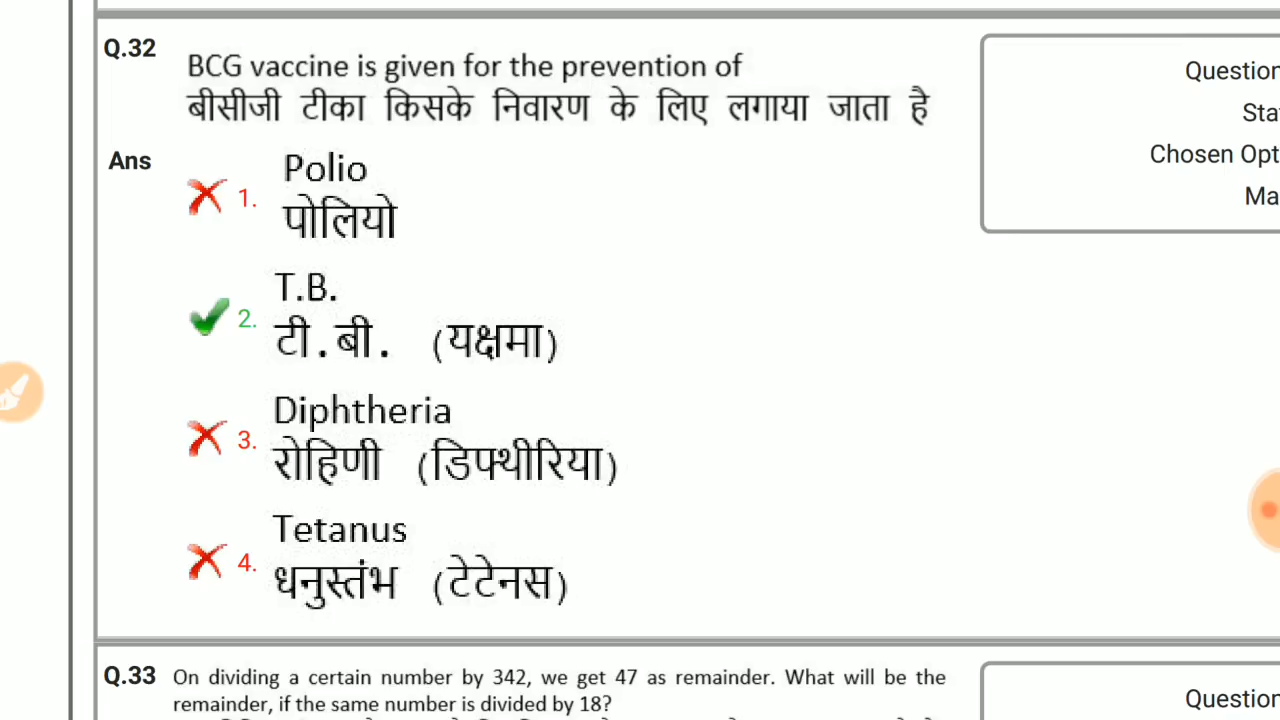 Q.32
BCG vaccine is given for the prevention of
बीसीजी टीका किसके निवारण के लिए लगाया जाता है
Ans
1. Polio
पोलियो
2. T.B.
टी.बी. (यक्षमा)
3. Diphtheria
रोहिणी (डिफ्थीरिया)
4. Tetanus
धनुस्तंभ (टेटेनस)
Question
Sta
Chosen Opt
Ma
Q.33 On dividing a certain number by 342, we get 47 as remainder. What will be the
remainder, if the same number is divided by 18?
Question